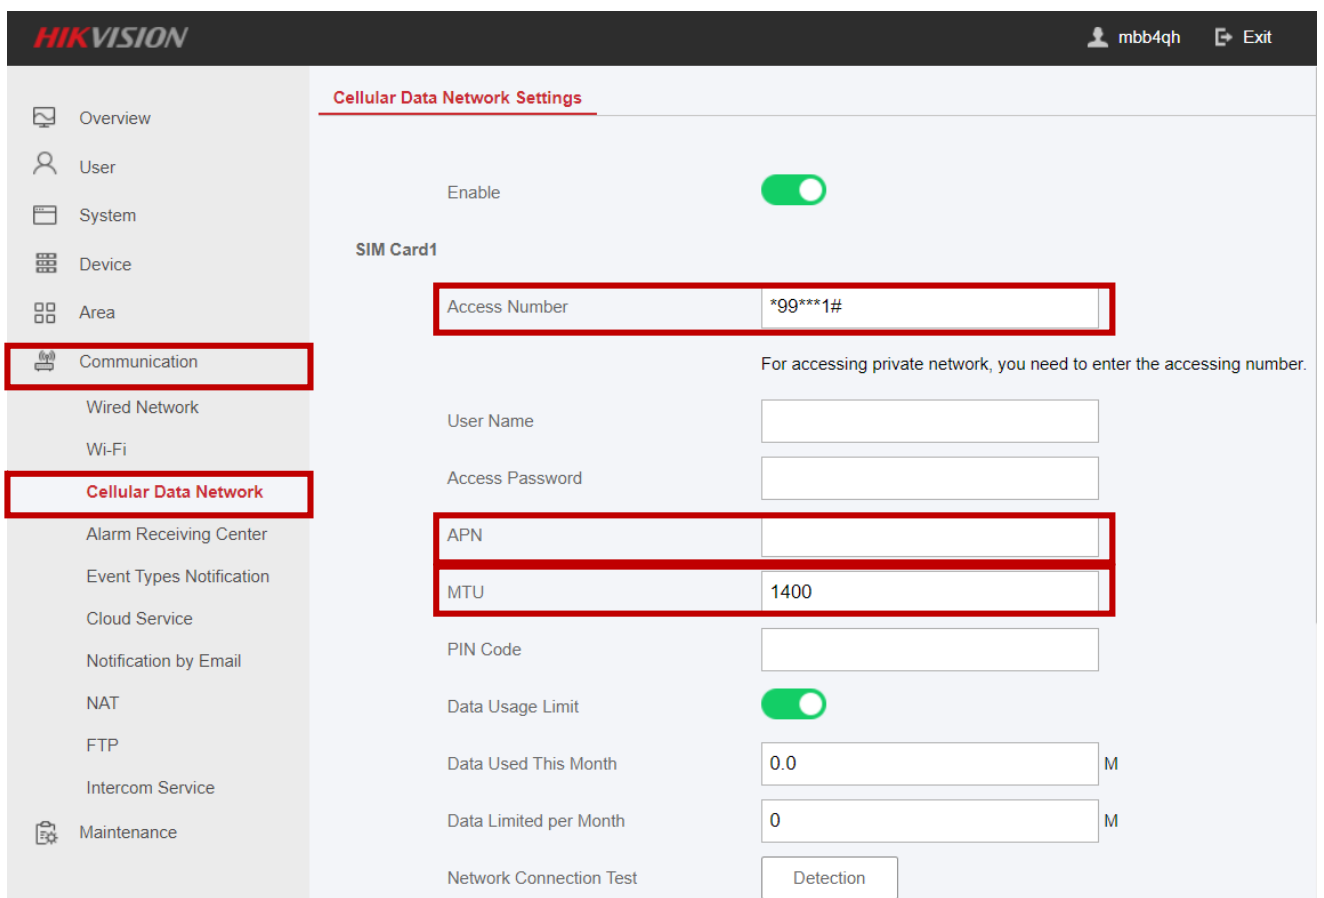 HIKVISION
mbb4qh
Exit
Overview
User
System
Device
Area
Communication
Wired Network
Wi-Fi
Cellular Data Network
Alarm Receiving Center
Event Types Notification
Cloud Service
Notification by Email
NAT
FTP
Intercom Service
Maintenance
Cellular Data Network Settings
Enable
SIM Card1
Access Number *99***1#
For accessing private network, you need to enter the accessing number.
User Name
Access Password
APN
MTU 1400
PIN Code
Data Usage Limit
Data Used This Month 0.0 M
Data Limited per Month 0 M
Network Connection Test Detection